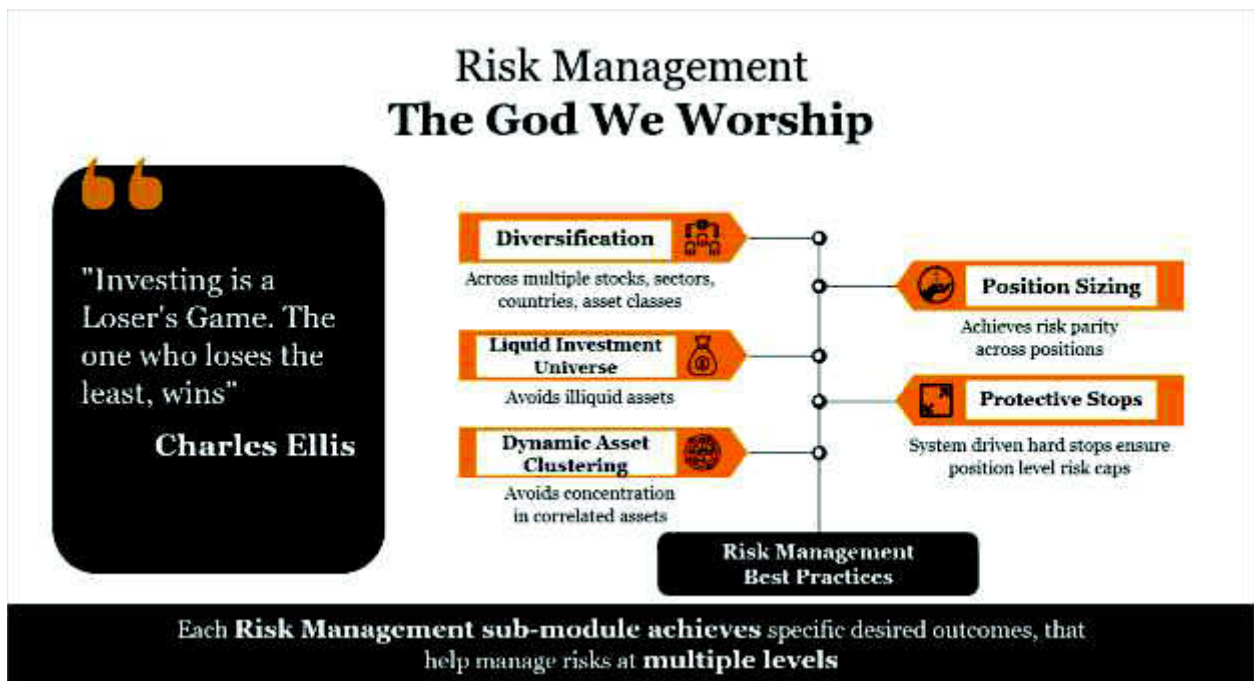 Risk Management
The God We Worship
"Investing is a
Loser's Game. The
one who loses the
least, wins"
Charles Ellis
Diversification
Across multiple stocks, sectors,
countries, asset classes
Position Sizing
Achieves risk parity
across positions
Liquid Investment
Universe
Avoids illiquid assets
Protective Stops
System driven hard stops ensure
position level risk caps
Dynamic Asset
Clustering
Avoids concentration
in correlated assets
Risk Management
Best Practices
Each Risk Management sub-module achieves specific desired outcomes, that
help manage risks at multiple levels